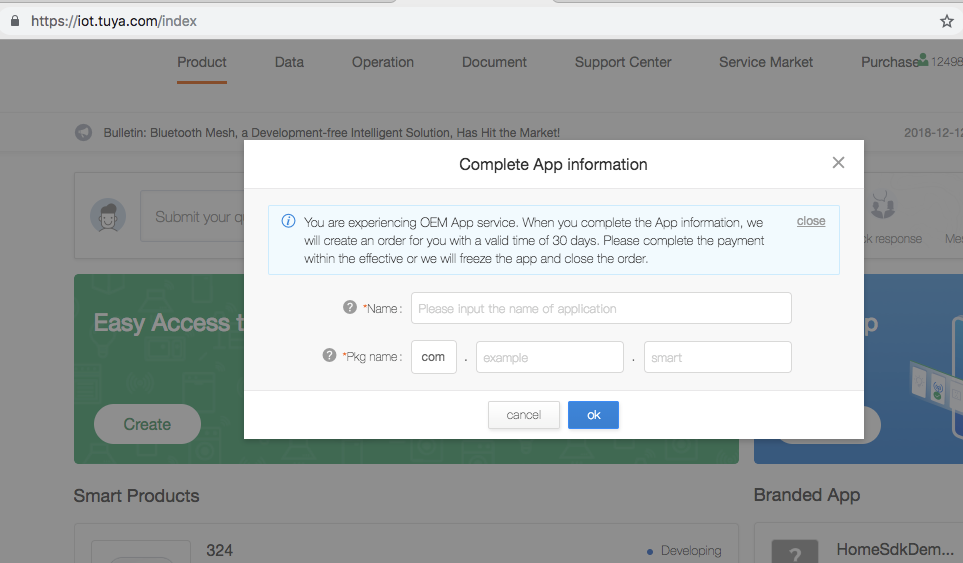 https://iot.tuya.com/index
Product Data Operation Document Support Center Service Market Purchase 12498
Bulletin: Bluetooth Mesh, a Development-free Intelligent Solution, Has Hit the Market! 2018-12-12
Complete App information
Submit your q
You are experiencing OEM App service. When you complete the App information, we close
will create an order for you with a valid time of 30 days. Please complete the payment
within the effective or we will freeze the app and close the order.
ck response Mes
*Name: Please input the name of application
Easy Access t
p
*Pkg name: com . example . smart
Create
cancel ok
Smart Products
Branded App
324
Developing
HomeSdkDem...